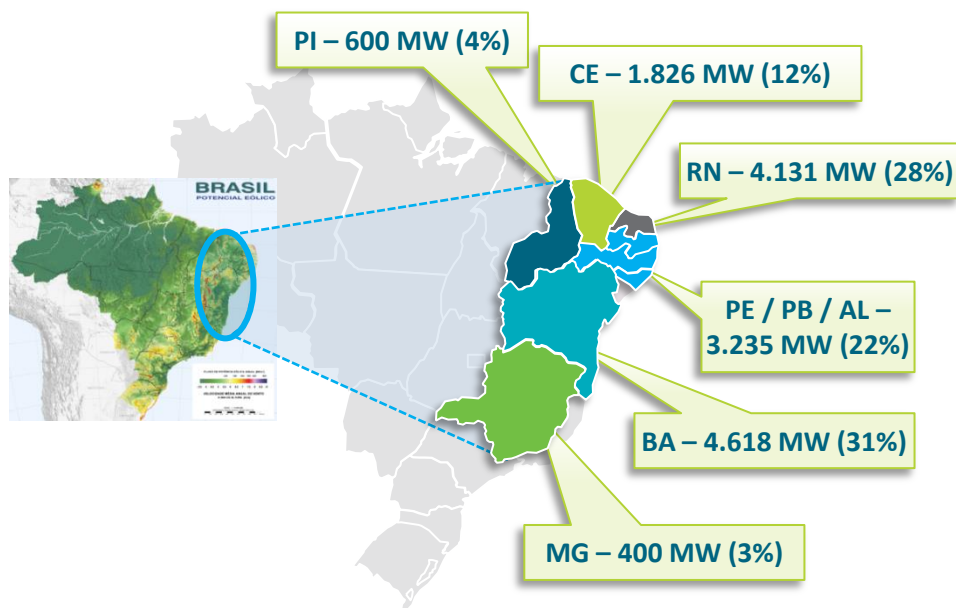 PI – 600 MW (4%)
CE – 1.826 MW (12%)
RN – 4.131 MW (28%)
BRASIL
POTENCIAL EÓLICO
PE / PB / AL –
3.235 MW (22%)
BA – 4.618 MW (31%)
MG – 400 MW (3%)